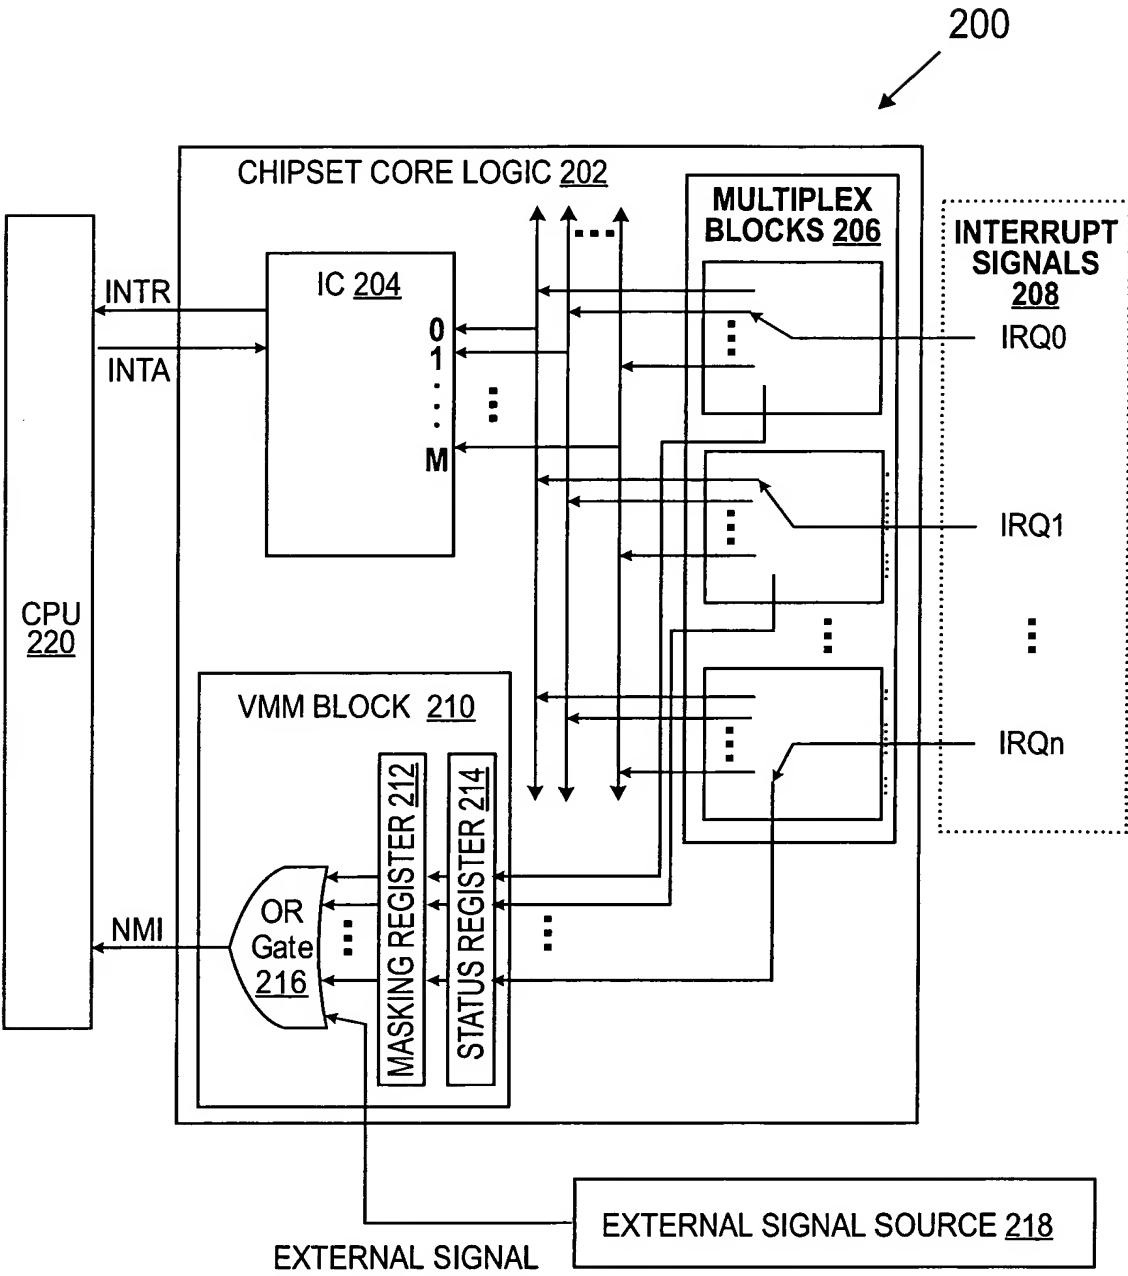 200
CHIPSET CORE LOGIC 202
MULTIPLEX
BLOCKS 206
INTERRUPT
SIGNALS
208
IC 204
INTR
INTA
0
1
M
IRQ0
IRQ1
IRQn
CPU
220
VMM BLOCK 210
MASKING REGISTER 212
STATUS REGISTER 214
OR
Gate
216
NMI
EXTERNAL SIGNAL
EXTERNAL SIGNAL SOURCE 218